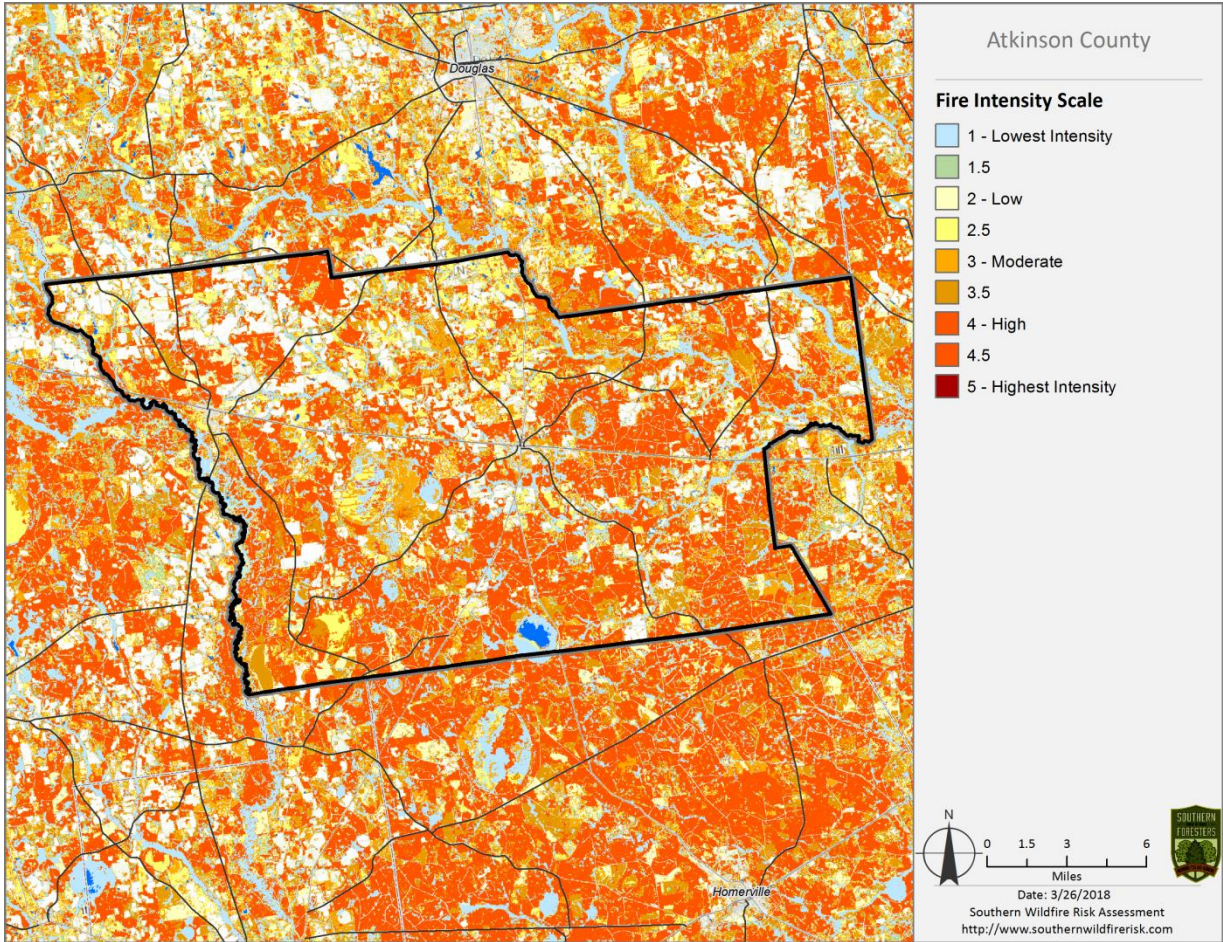 Douglas
Homerville
Atkinson County
Fire Intensity Scale
1 - Lowest Intensity
1.5
2 - Low
2.5
3 - Moderate
3.5
4 - High
4.5
5 - Highest Intensity
N
0 1.5 3 6
Miles
SOUTHERN
FORESTERS
Date: 3/26/2018
Southern Wildfire Risk Assessment
http://www.southernwildfirerisk.com